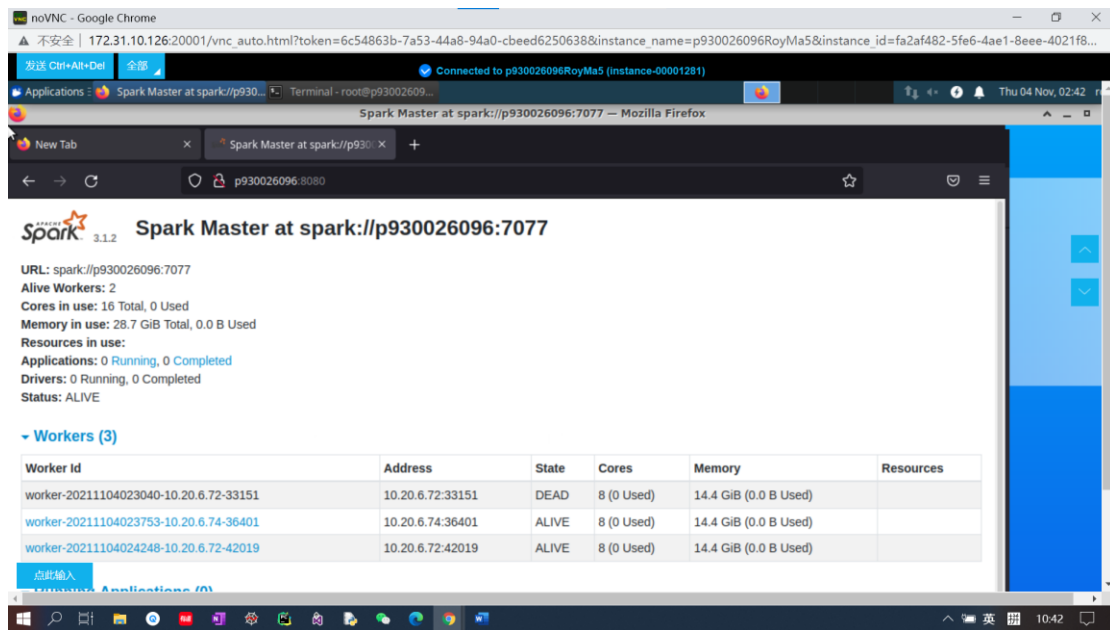 noVNC - Google Chrome
不安全 | 172.31.10.126:20001/vnc_auto.html?token=6c54863b-7a53-44a8-94a0-cbeed6250638&instance_name=p930026096RoyMa5&instance_id=fa2af482-5fe6-4ae1-8eee-4021f8...
发送 Ctrl+Alt+Del 全部
Connected to p930026096RoyMa5 (instance-00001281)
Applications Spark Master at spark://p930... Terminal - root@p93002609... Thu 04 Nov, 02:42
Spark Master at spark://p930026096:7077 — Mozilla Firefox
New Tab Spark Master at spark://p930
p930026096:8080
APACHE Spark 3.1.2 Spark Master at spark://p930026096:7077
URL: spark://p930026096:7077
Alive Workers: 2
Cores in use: 16 Total, 0 Used
Memory in use: 28.7 GiB Total, 0.0 B Used
Resources in use:
Applications: 0 Running, 0 Completed
Drivers: 0 Running, 0 Completed
Status: ALIVE
Workers (3)
Worker Id Address State Cores Memory Resources
worker-20211104023040-10.20.6.72-33151 10.20.6.72:33151 DEAD 8 (0 Used) 14.4 GiB (0.0 B Used)
worker-20211104023753-10.20.6.74-36401 10.20.6.74:36401 ALIVE 8 (0 Used) 14.4 GiB (0.0 B Used)
worker-20211104024248-10.20.6.72-42019 10.20.6.72:42019 ALIVE 8 (0 Used) 14.4 GiB (0.0 B Used)
点此输入
Running Applications (0)
英 10:42